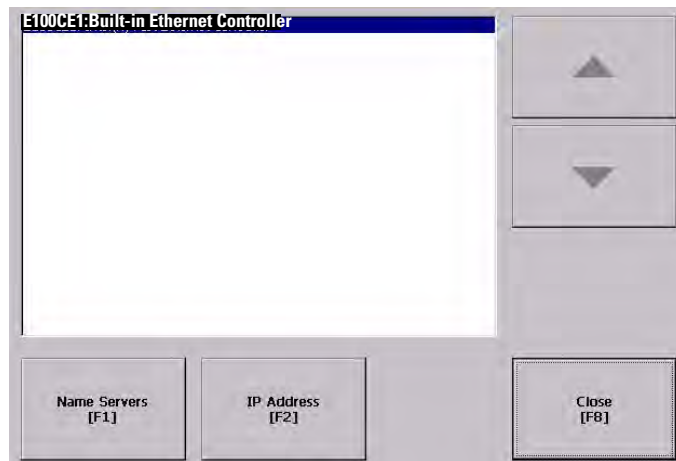 E100CE1:Built-in Ethernet Controller
Name Servers
[F1]
IP Address
[F2]
Close
[F8]